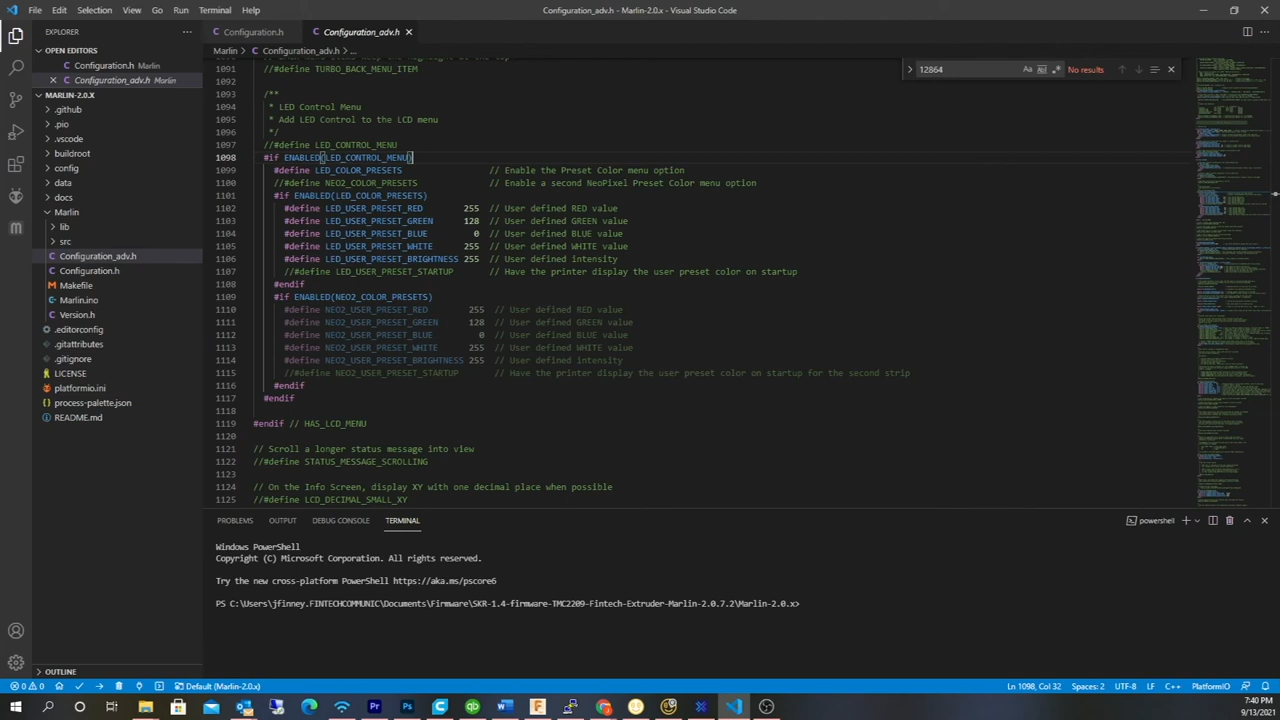 File Edit Selection View Go Run Terminal Help
Configuration_adv.h - Marlin-2.0.x - Visual Studio Code
EXPLORER
Configuration.h
Configuration_adv.h
OPEN EDITORS
Configuration.h Marlin
Configuration_adv.h Marlin
MARLIN-2.0.X
.github
.pio
.vscode
buildroot
config
data
docs
Marlin
lib
src
Configuration_adv.h
Configuration.h
Makefile
Marlin.ino
Version.h
.editorconfig
.gitattributes
.gitignore
LICENSE
platformio.ini
process-palette.json
README.md
OUTLINE
Marlin > Configuration_adv.h > ...
12864
Aa
No results
1091 //#define TURBO_BACK_MENU_ITEM
1092
1093 /**
1094 * LED Control Menu
1095 * Add LED Control to the LCD menu
1096 */
1097 //#define LED_CONTROL_MENU
1098 #if ENABLED(LED_CONTROL_MENU)
1099 #define LED_COLOR_PRESETS // Enable the Preset Color menu option
1100 //#define NEO2_COLOR_PRESETS // Enable a second NeoPixel Preset Color menu option
1101 #if ENABLED(LED_COLOR_PRESETS)
1102 #define LED_USER_PRESET_RED 255 // User defined RED value
1103 #define LED_USER_PRESET_GREEN 128 // User defined GREEN value
1104 #define LED_USER_PRESET_BLUE 0 // User defined BLUE value
1105 #define LED_USER_PRESET_WHITE 255 // User defined WHITE value
1106 #define LED_USER_PRESET_BRIGHTNESS 255 // User defined intensity
1107 //#define LED_USER_PRESET_STARTUP // Have the printer display the user preset color on startup
1108 #endif
1109 #if ENABLED(NEO2_COLOR_PRESETS)
1110 #define NEO2_USER_PRESET_RED 255 // User defined RED value
1111 #define NEO2_USER_PRESET_GREEN 128 // User defined GREEN value
1112 #define NEO2_USER_PRESET_BLUE 0 // User defined BLUE value
1113 #define NEO2_USER_PRESET_WHITE 255 // User defined WHITE value
1114 #define NEO2_USER_PRESET_BRIGHTNESS 255 // User defined intensity
1115 //#define NEO2_USER_PRESET_STARTUP // Have the printer display the user preset color on startup for the second strip
1116 #endif
1117 #endif
1118
1119 #endif // HAS_LCD_MENU
1120
1121 // Scroll a longer status message into view
1122 //#define STATUS_MESSAGE_SCROLLING
1123
1124 // On the Info Screen, display XY with one decimal place when possible
1125 //#define LCD_DECIMAL_SMALL_XY
PROBLEMS OUTPUT DEBUG CONSOLE TERMINAL
powershell
Windows PowerShell
Copyright (C) Microsoft Corporation. All rights reserved.
Try the new cross-platform PowerShell https://aka.ms/pscore6
PS C:\Users\jfinney.FINTECHCOMMUNIC\Documents\Firmware\SKR-1.4-firmware-TMC2209-Fintech-Extruder-Marlin-2.0.7.2\Marlin-2.0.x>
0 0 Default (Marlin-2.0.x)
Ln 1098, Col 32 Spaces: 2 UTF-8 LF C++ PlatformIO
7:40 PM
9/13/2021